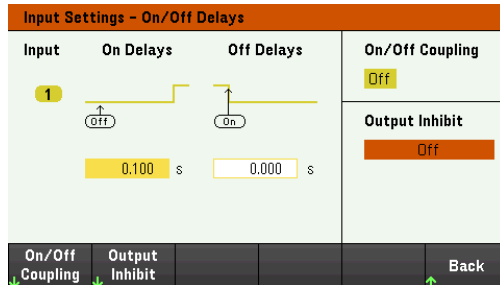 Input Settings - On/Off Delays
Input
On Delays
Off Delays
On/Off Coupling
Off
1
Off
On
Output Inhibit
Off
0.100 s
0.000 s
On/Off Coupling
Output Inhibit
Back